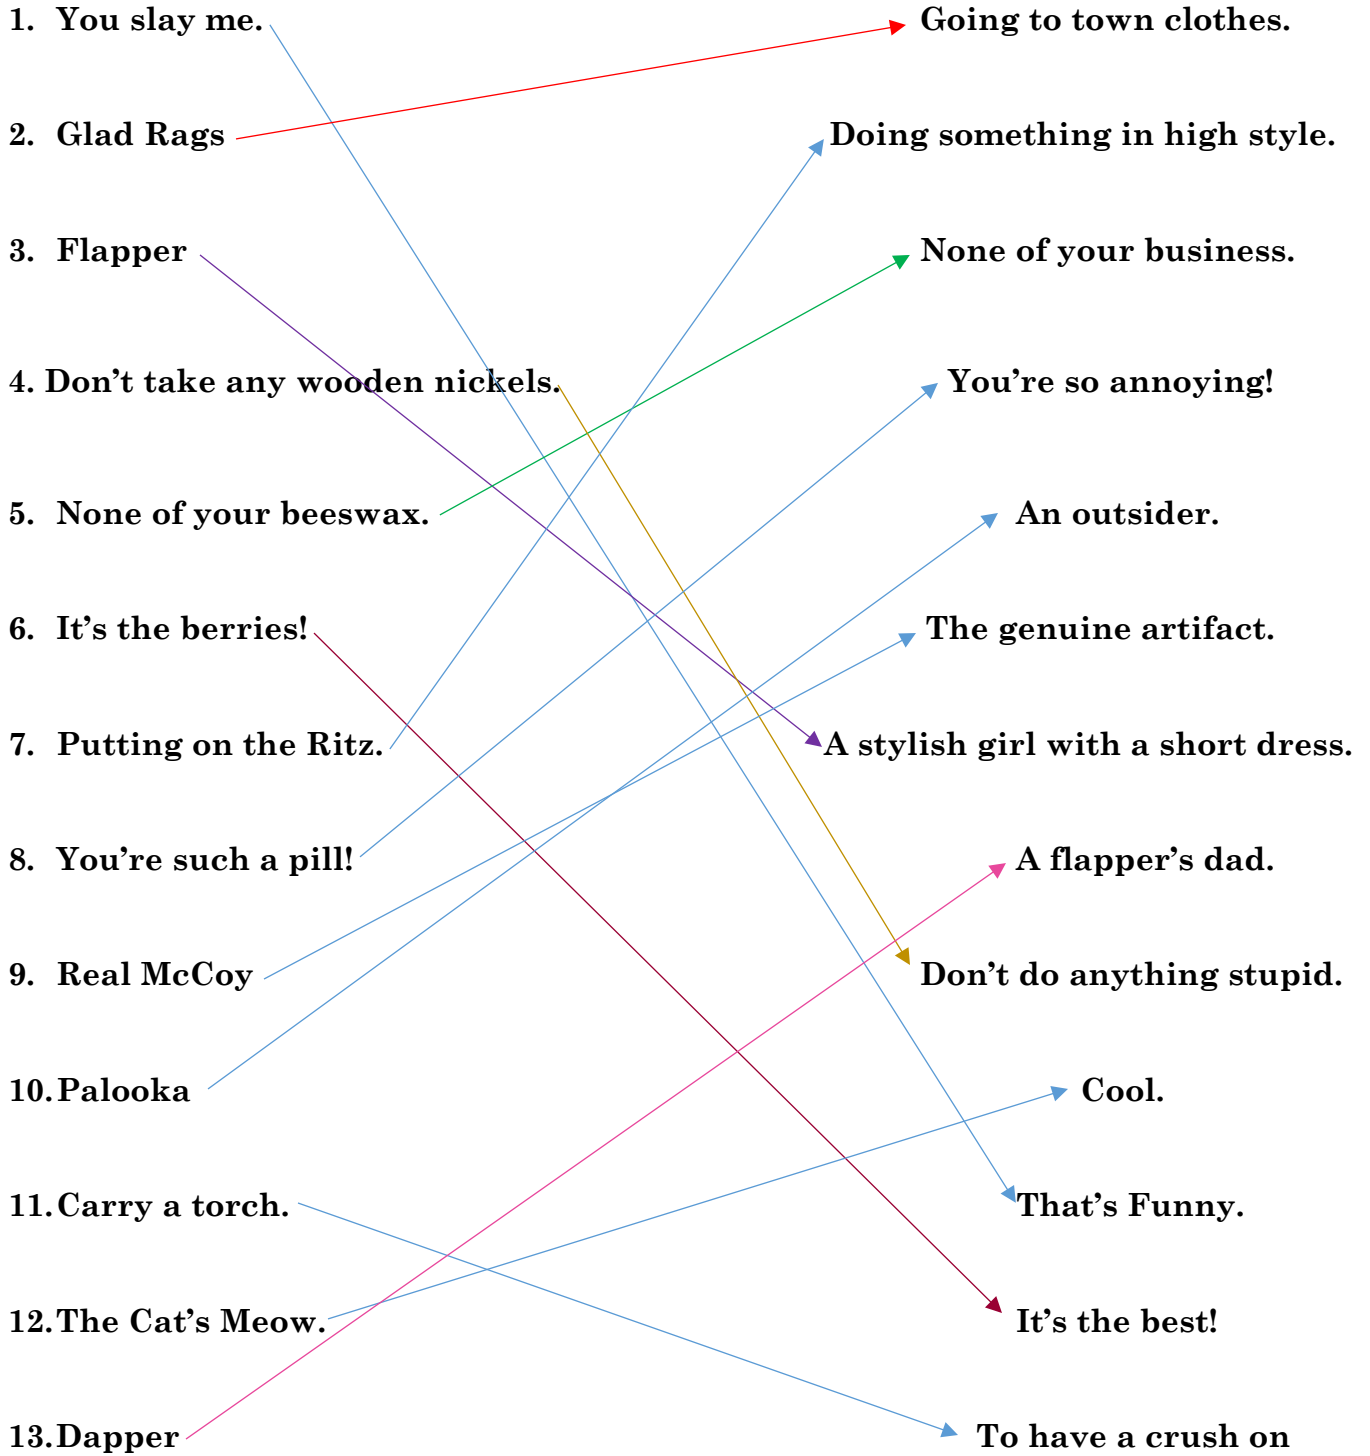 1. You slay me. Going to town clothes.
2. Glad Rags Doing something in high style.
3. Flapper None of your business.
4. Don’t take any wooden nickels. You’re so annoying!
5. None of your beeswax. An outsider.
6. It’s the berries! The genuine artifact.
7. Putting on the Ritz. A stylish girl with a short dress.
8. You’re such a pill! A flapper’s dad.
9. Real McCoy Don’t do anything stupid.
10. Palooka Cool.
11. Carry a torch. That’s Funny.
12. The Cat’s Meow. It’s the best!
13. Dapper To have a crush on